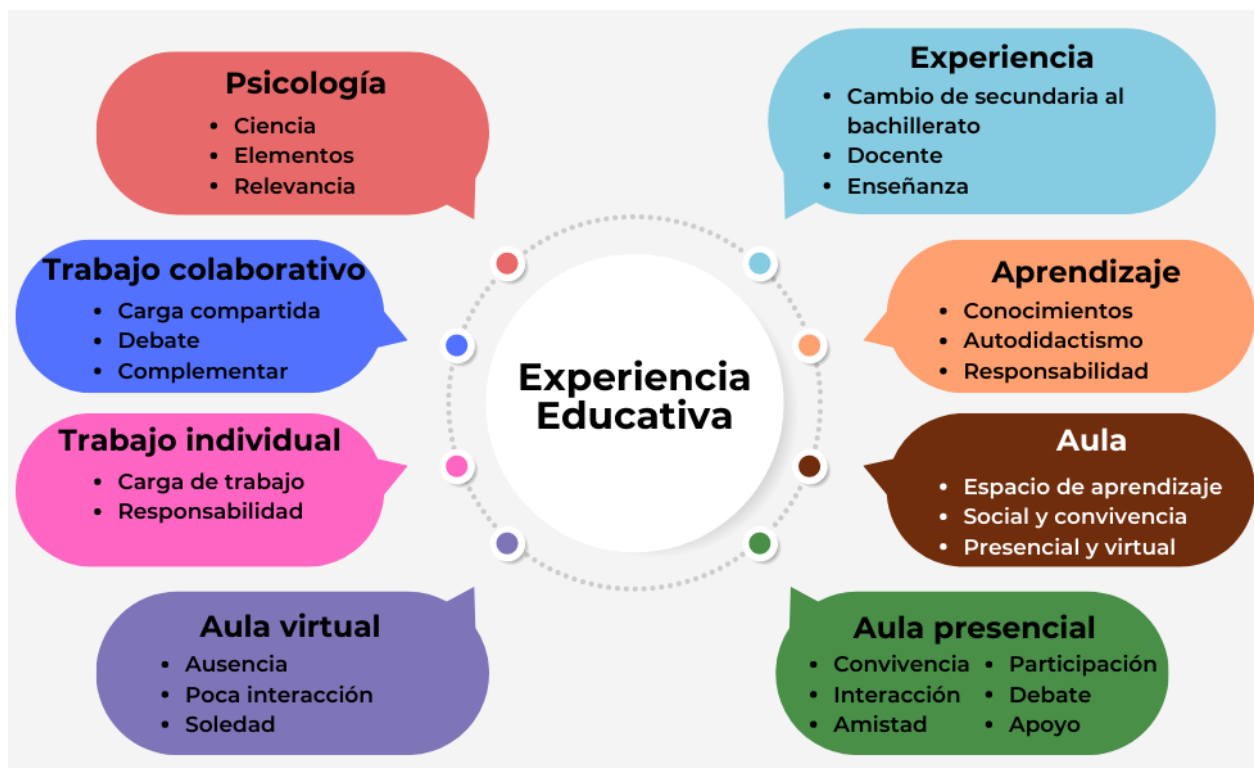 Psicología
• Ciencia
• Elementos
• Relevancia
Experiencia
• Cambio de secundaria al
bachillerato
• Docente
• Enseñanza
Trabajo colaborativo
• Carga compartida
• Debate
• Complementar
Aprendizaje
• Conocimientos
• Autodidactismo
• Responsabilidad
Experiencia
Educativa
Trabajo individual
• Carga de trabajo
• Responsabilidad
Aula
• Espacio de aprendizaje
• Social y convivencia
• Presencial y virtual
Aula virtual
• Ausencia
• Poca interacción
• Soledad
Aula presencial
• Convivencia • Participación
• Interacción • Debate
• Amistad • Apoyo